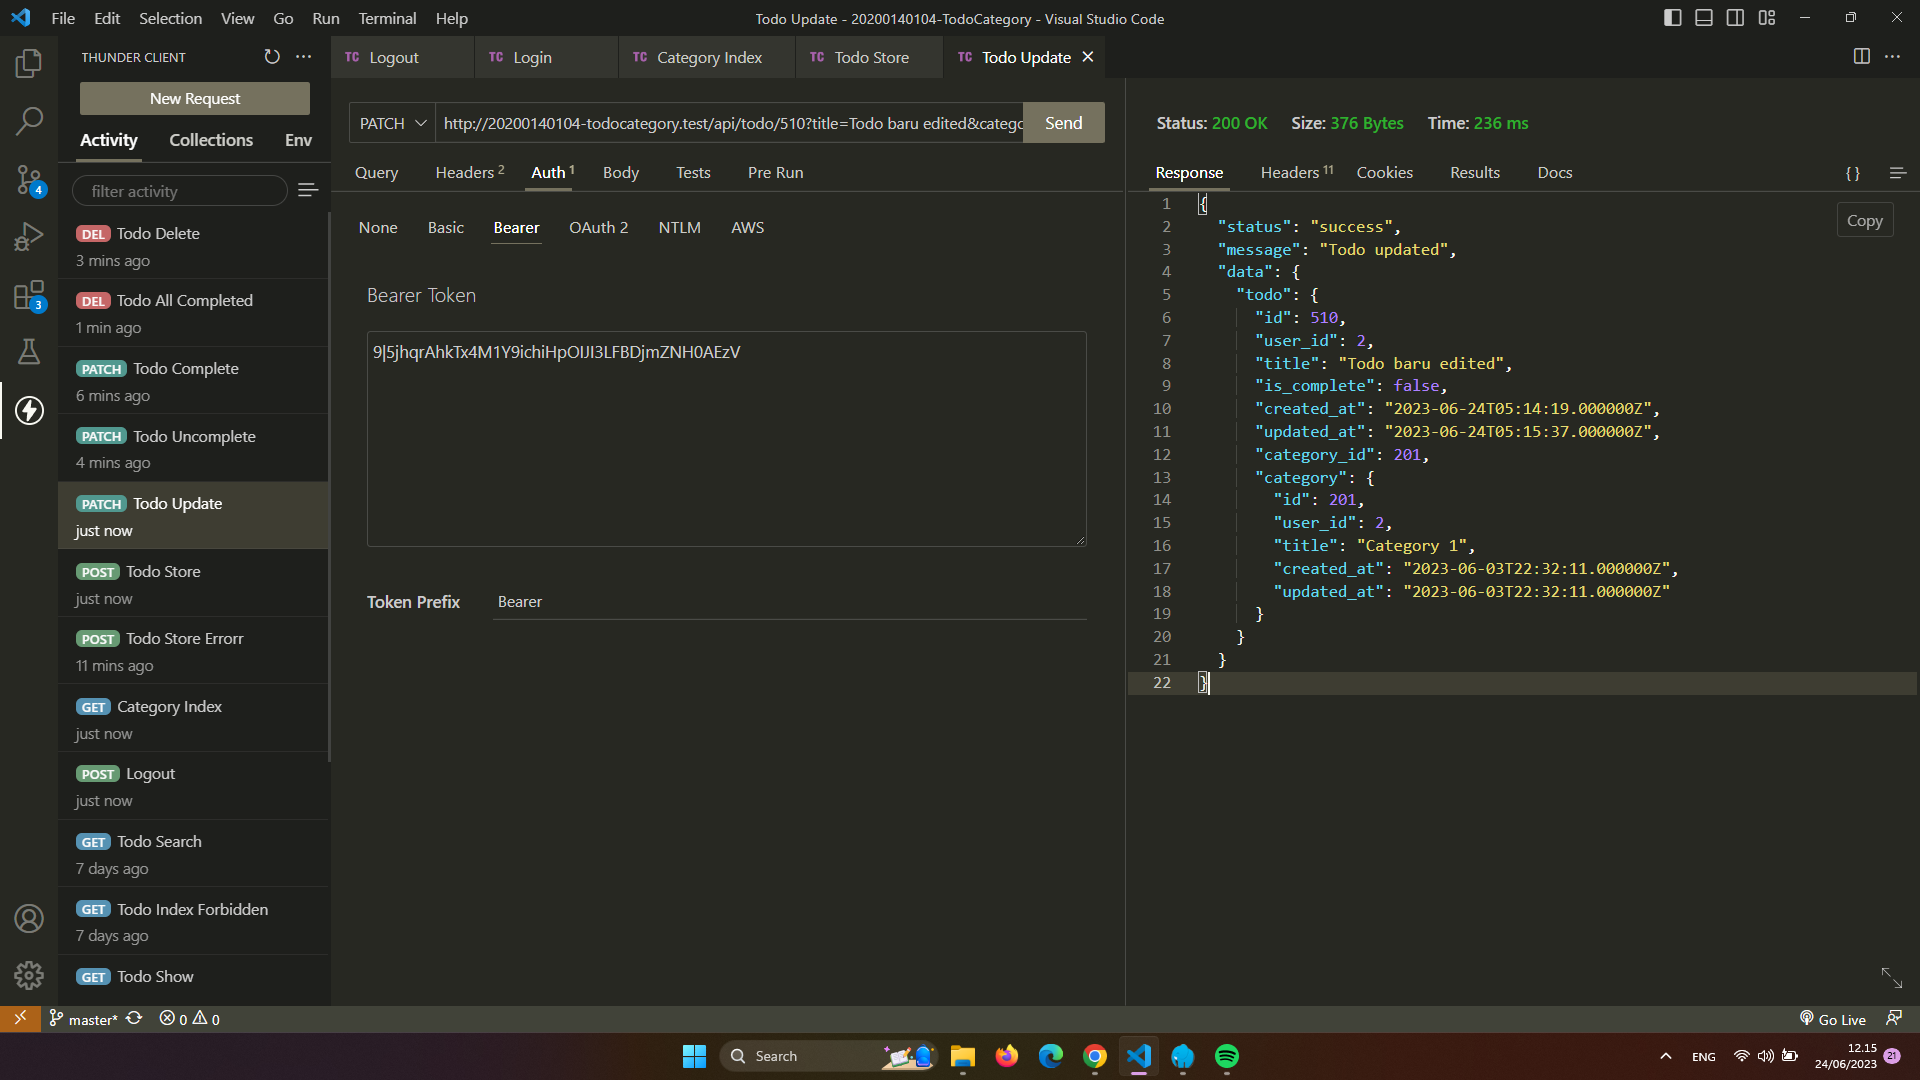 File Edit Selection View Go Run Terminal Help
Todo Update - 20200140104-TodoCategory - Visual Studio Code
THUNDER CLIENT
New Request
Activity Collections Env
filter activity
DEL Todo Delete
3 mins ago
DEL Todo All Completed
1 min ago
PATCH Todo Complete
6 mins ago
PATCH Todo Uncomplete
4 mins ago
PATCH Todo Update
just now
POST Todo Store
just now
POST Todo Store Errorr
11 mins ago
GET Category Index
just now
POST Logout
just now
GET Todo Search
7 days ago
GET Todo Index Forbidden
7 days ago
GET Todo Show
4
3
TC Logout TC Login TC Category Index TC Todo Store TC Todo Update
PATCH http://20200140104-todocategory.test/api/todo/510?title=Todo baru edited&catego Send
Query Headers 2 Auth 1 Body Tests Pre Run
None Basic Bearer OAuth 2 NTLM AWS
Bearer Token
9|5jhqrAhkTx4M1Y9ichiHpOIJI3LFBDjmZNH0AEzV
Token Prefix Bearer
Status: 200 OK Size: 376 Bytes Time: 236 ms
Response Headers 11 Cookies Results Docs { }
Copy
1 {
2 "status": "success",
3 "message": "Todo updated",
4 "data": {
5 "todo": {
6 "id": 510,
7 "user_id": 2,
8 "title": "Todo baru edited",
9 "is_complete": false,
10 "created_at": "2023-06-24T05:14:19.000000Z",
11 "updated_at": "2023-06-24T05:15:37.000000Z",
12 "category_id": 201,
13 "category": {
14 "id": 201,
15 "user_id": 2,
16 "title": "Category 1",
17 "created_at": "2023-06-03T22:32:11.000000Z",
18 "updated_at": "2023-06-03T22:32:11.000000Z"
19 }
20 }
21 }
22 }
master* 0 0
Go Live
Search
ENG
12.15
24/06/2023
21